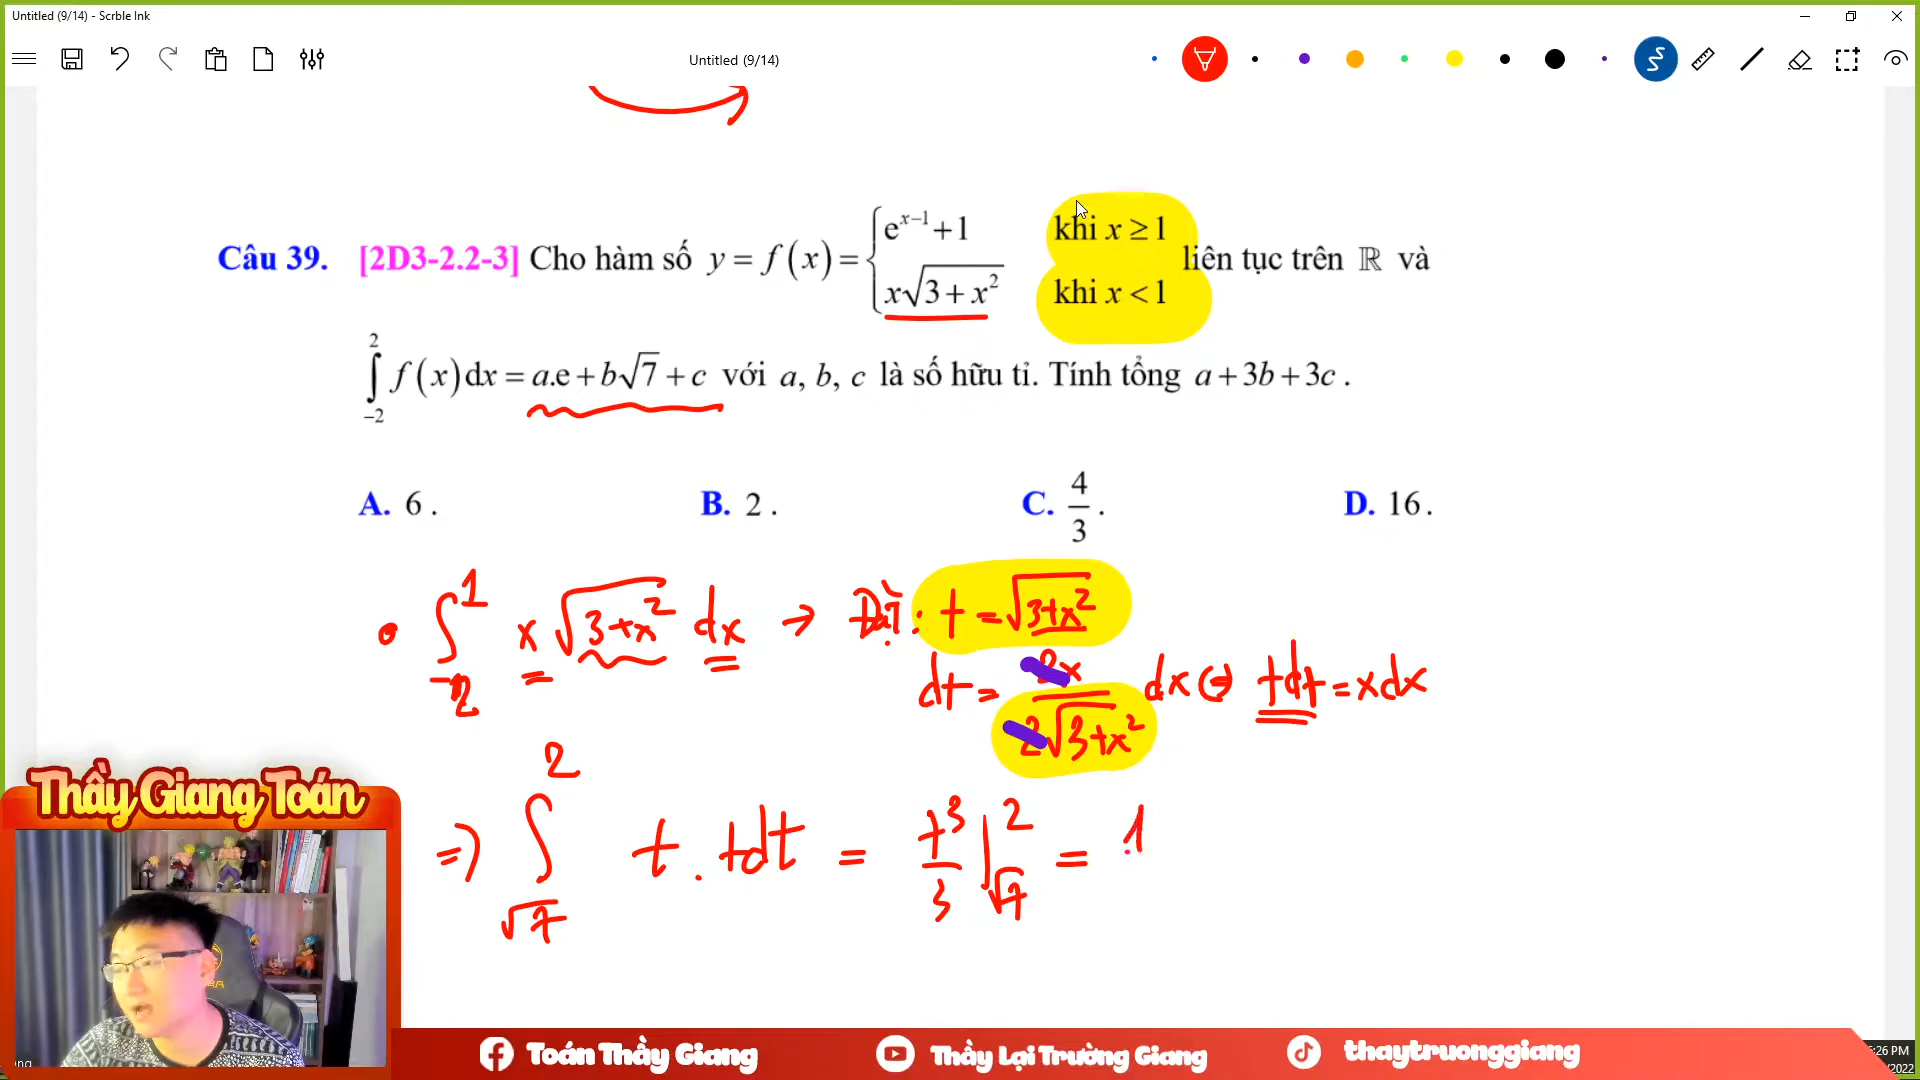 Untitled (9/14) - Scrble Ink
Untitled (9/14)
Câu 39. [2D3-2.2-3] Cho hàm số y = f(x) = { e^{x-1} + 1 khi x ≥ 1
x√(3 + x²) khi x < 1 liên tục trên ℝ và
∫_{-2}^{2} f(x)dx = a.e + b√7 + c với a, b, c là số hữu tỉ. Tính tổng a + 3b + 3c .
A. 6 . B. 2 . C. 4/3 . D. 16 .
• ∫_{-2}^{1} x √(3+x²) dx → Đặt : t = √(3+x²)
dt = 2x / 2√(3+x²) dx ⇔ tdt = xdx
⇒ ∫_{√7}^{2} t . tdt = t³/3 |_{√7}^{2} = 1
Thầy Giang Toán
Toán Thầy Giang
Thầy Lại Trường Giang
thaytruonggiang
:26 PM
/2022